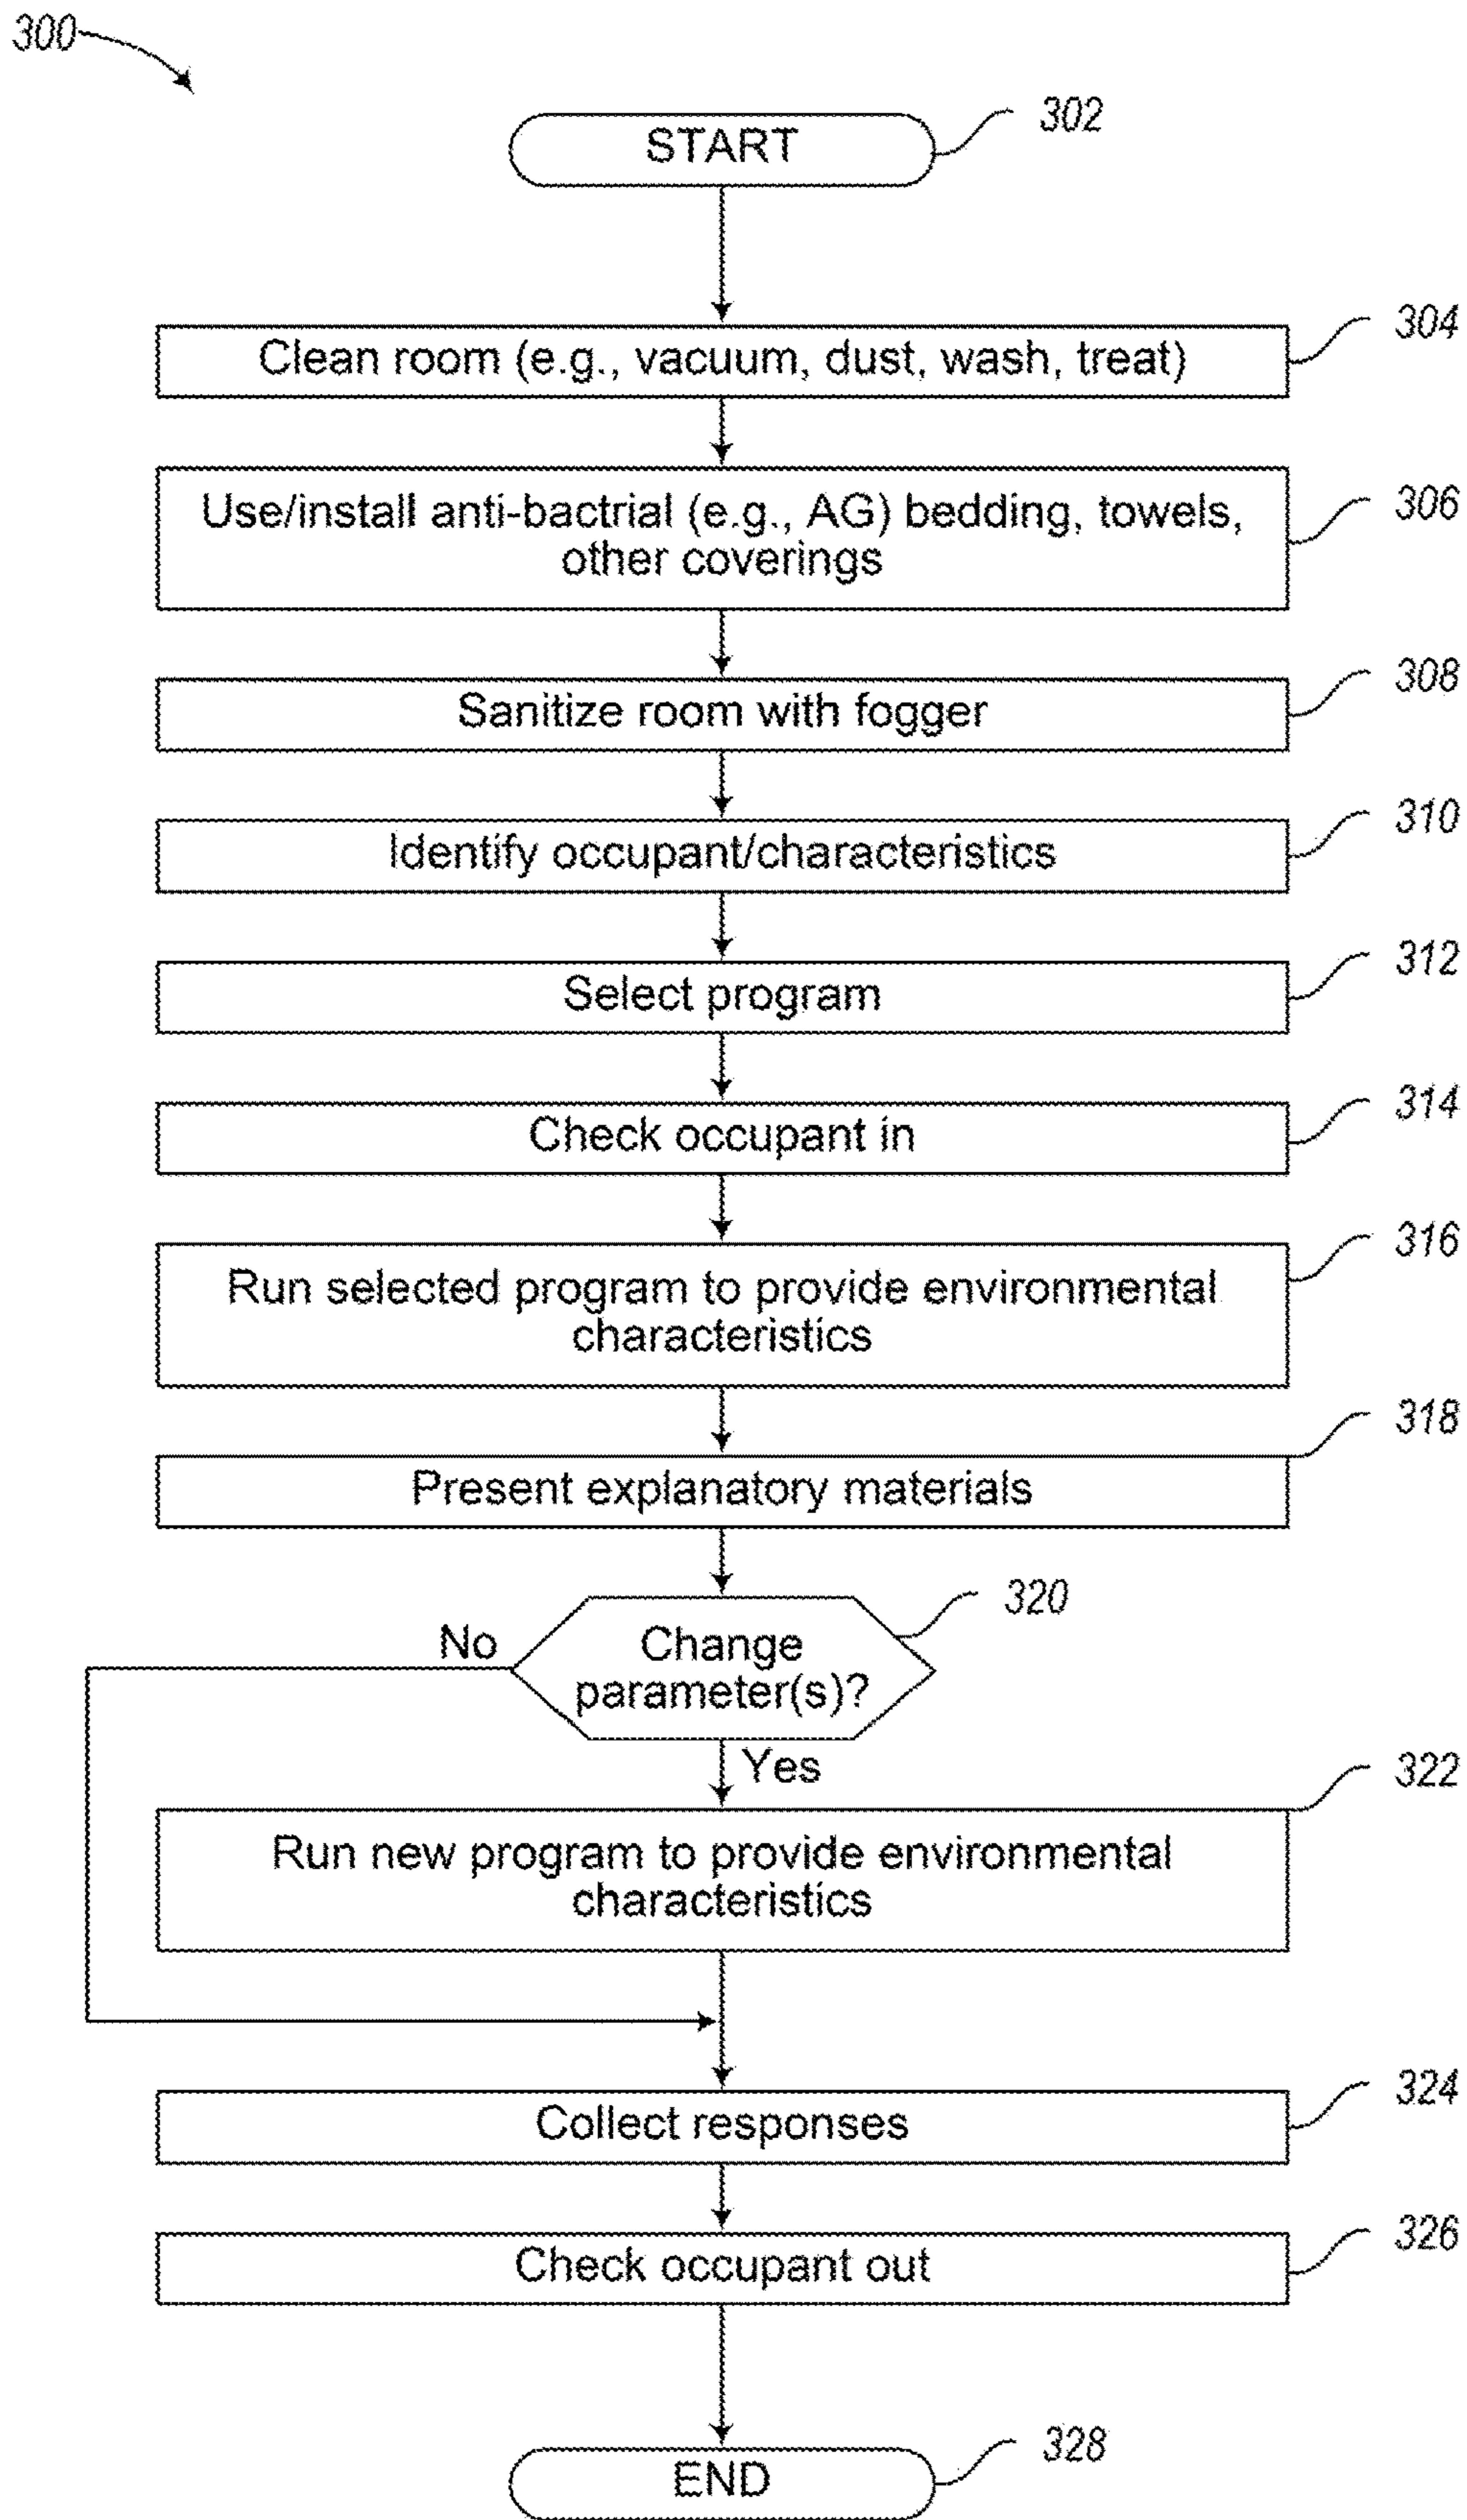 300
START
302
Clean room (e.g., vacuum, dust, wash, treat)
304
Use/install anti-bactrial (e.g., AG) bedding, towels,
other coverings
306
Sanitize room with fogger
308
Identify occupant/characteristics
310
Select program
312
Check occupant in
314
Run selected program to provide environmental
characteristics
316
Present explanatory materials
318
Change
parameter(s)?
320
No
Yes
Run new program to provide environmental
characteristics
322
Collect responses
324
Check occupant out
326
END
328